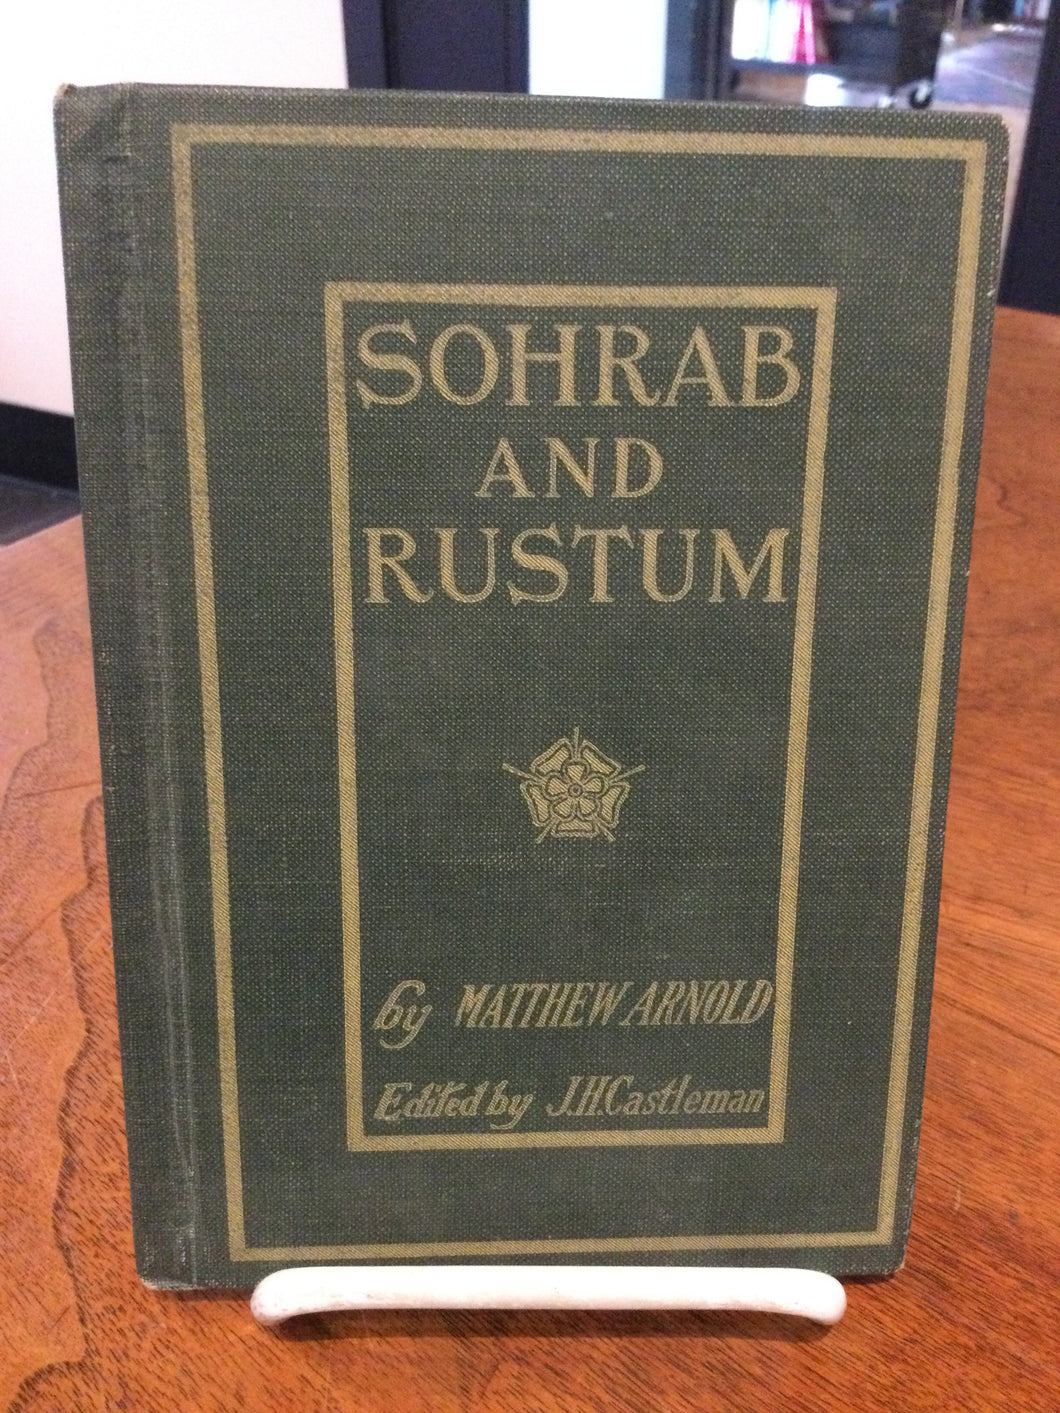 SOHRAB
AND
RUSTUM
by MATTHEW ARNOLD
Edited by J.H.Castleman